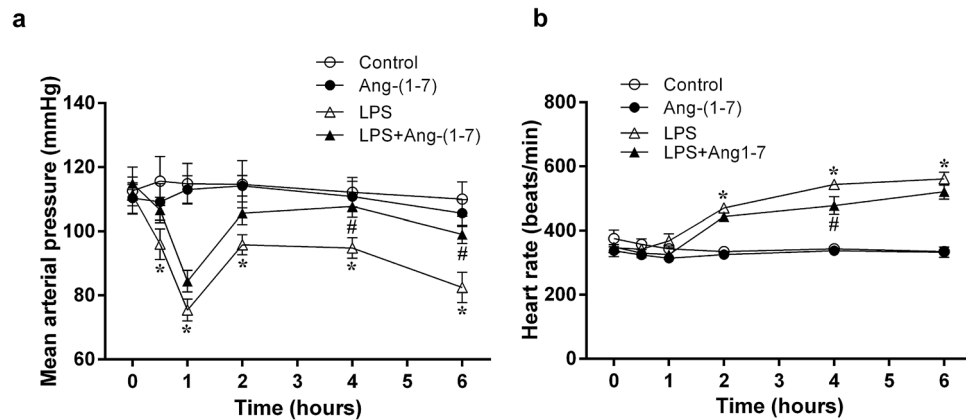 a
Control
Ang-(1-7)
LPS
LPS+Ang-(1-7)
Mean arterial pressure (mmHg)
140
120
100
80
60
* * * # * # *
0 1 2 3 4 5 6
Time (hours)
b
Control
Ang-(1-7)
LPS
LPS+Ang1-7
Heart rate (beats/min)
800
600
400
200
0
* * # *
0 1 2 3 4 5 6
Time (hours)